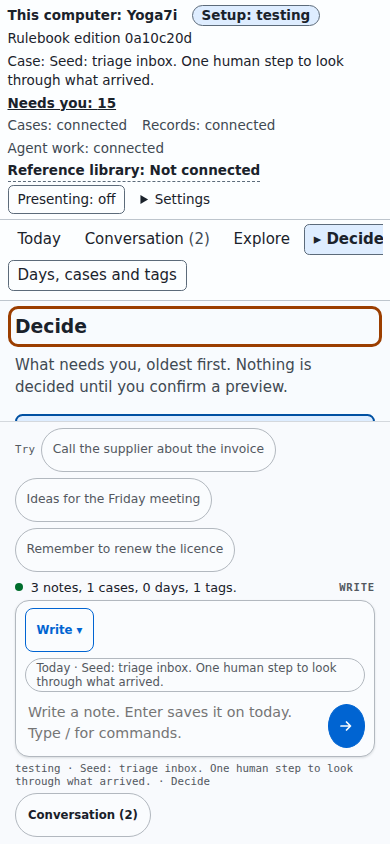 This computer: Yoga7i Setup: testing
Rulebook edition 0a10c20d
Case: Seed: triage inbox. One human step to look
through what arrived.
Needs you: 15
Cases: connected Records: connected
Agent work: connected
Reference library: Not connected
Presenting: off ▶ Settings
Today Conversation (2) Explore ▸ Decide
Days, cases and tags
Decide
What needs you, oldest first. Nothing is
decided until you confirm a preview.
Try Call the supplier about the invoice
Ideas for the Friday meeting
Remember to renew the licence
3 notes, 1 cases, 0 days, 1 tags. WRITE
Write ▾
Today · Seed: triage inbox. One human step to look
through what arrived.
Write a note. Enter saves it on today.
Type / for commands.
testing · Seed: triage inbox. One human step to look
through what arrived. · Decide
Conversation (2)